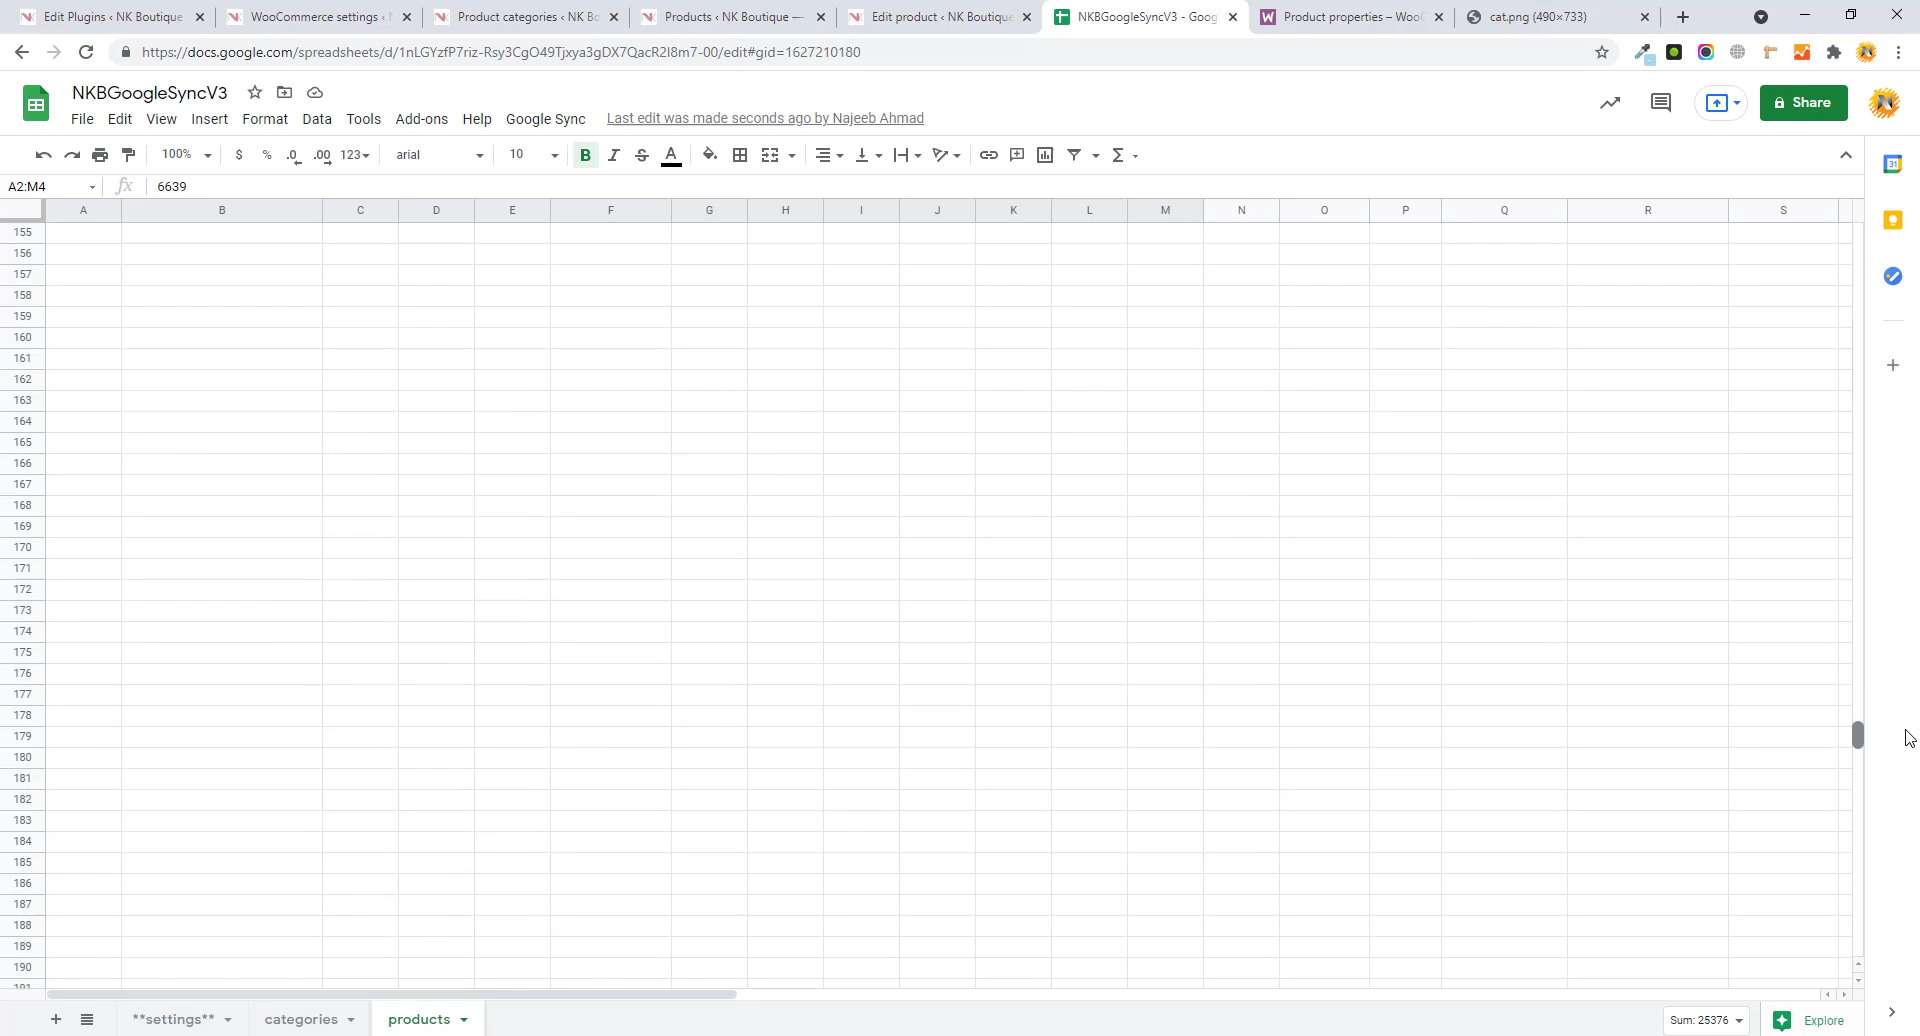 Edit Plugins ‹ NK Boutique
WooCommerce settings ‹
Product categories ‹ NK Bo
Products ‹ NK Boutique —
Edit product ‹ NK Boutique
NKBGoogleSyncV3 - Goog
Product properties – WooC
cat.png (490×733)
https://docs.google.com/spreadsheets/d/1nLGYzfP7riz-Rsy3CgO49Tjxya3gDX7QacR2I8m7-00/edit#gid=1627210180
NKBGoogleSyncV3
File Edit View Insert Format Data Tools Add-ons Help Google Sync Last edit was made seconds ago by Najeeb Ahmad
Share
100% $ % .0 .00 123 arial 10 B I S A Σ
A2:M4 fx 6639
A B C D E F G H I J K L M N O P Q R S
155
156
157
158
159
160
161
162
163
164
165
166
167
168
169
170
171
172
173
174
175
176
177
178
179
180
181
182
183
184
185
186
187
188
189
190
191
**settings** categories products Sum: 25376 Explore